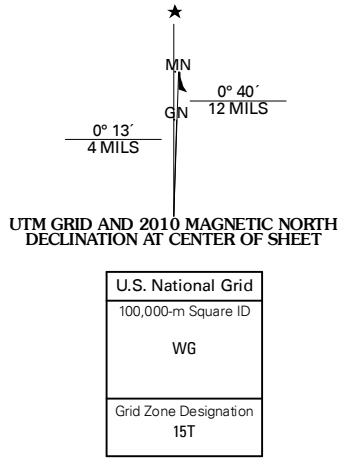 MN
0° 40´
12 MILS
GN
0° 13´
4 MILS
UTM GRID AND 2010 MAGNETIC NORTH
DECLINATION AT CENTER OF SHEET
U.S. National Grid
100,000-m Square ID
WG
Grid Zone Designation
15T